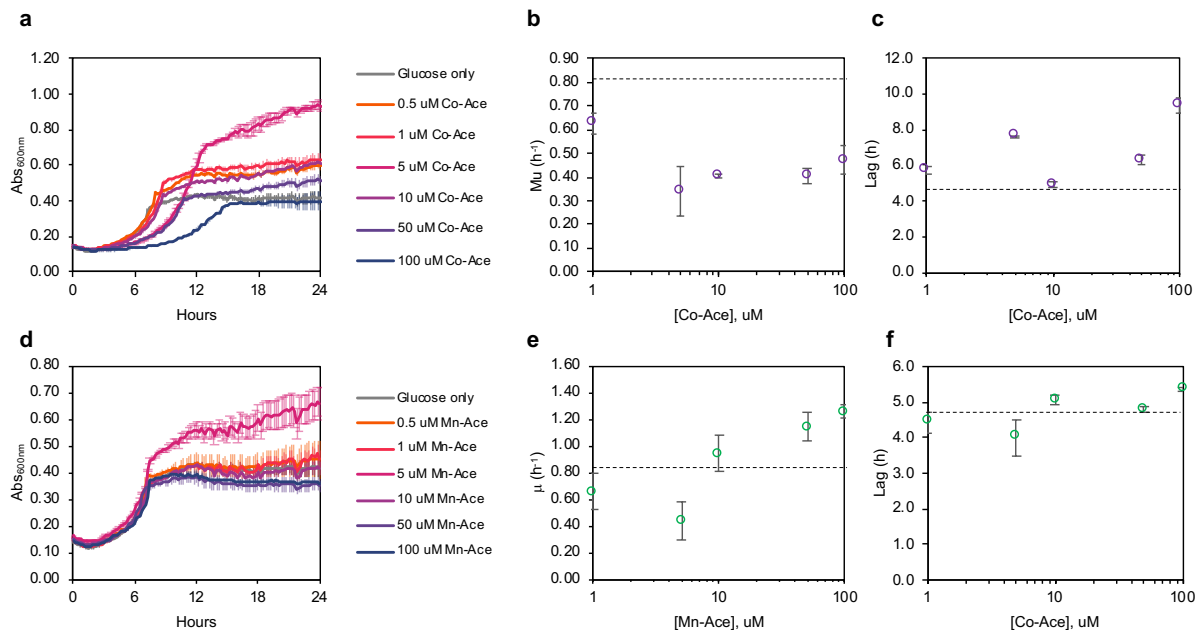 a
1.20
1.00
0.80
0.60
0.40
0.20
0.00
Abs600nm
0
6
12
18
24
Hours
Glucose only
0.5 uM Co-Ace
1 uM Co-Ace
5 uM Co-Ace
10 uM Co-Ace
50 uM Co-Ace
100 uM Co-Ace
b
0.90
0.80
0.70
0.60
0.50
0.40
0.30
0.20
0.10
0.00
Mu (h-1)
1
10
100
[Co-Ace], uM
c
12.0
10.0
8.0
6.0
4.0
2.0
0.0
Lag (h)
1
10
100
[Co-Ace], uM
d
0.80
0.70
0.60
0.50
0.40
0.30
0.20
0.10
0.00
Abs600nm
0
6
12
18
24
Hours
Glucose only
0.5 uM Mn-Ace
1 uM Mn-Ace
5 uM Mn-Ace
10 uM Mn-Ace
50 uM Mn-Ace
100 uM Mn-Ace
e
1.60
1.40
1.20
1.00
0.80
0.60
0.40
0.20
0.00
µ (h-1)
1
10
100
[Mn-Ace], uM
f
6.0
5.0
4.0
3.0
2.0
1.0
0.0
Lag (h)
1
10
100
[Co-Ace], uM